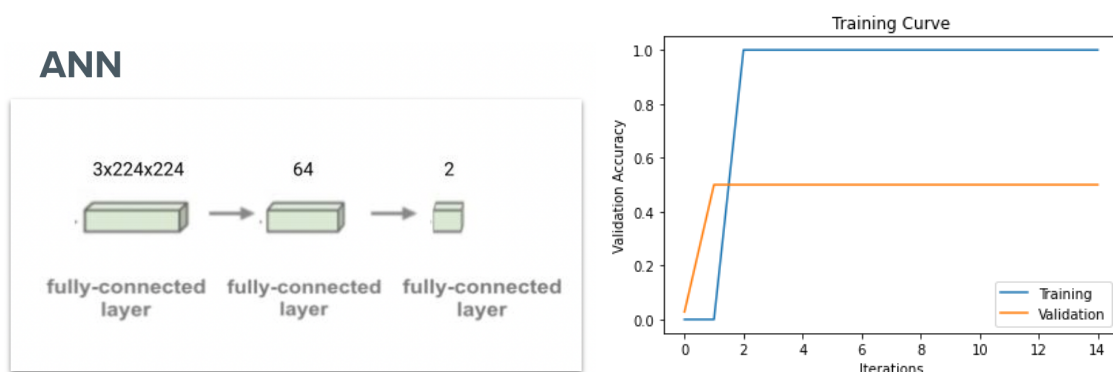 ANN
3x224x224 64 2
fully-connected fully-connected fully-connected
layer layer layer
Training Curve
Validation Accuracy
1.0
0.8
0.6
0.4
0.2
0.0
Training
Validation
0 2 4 6 8 10 12 14
Iterations